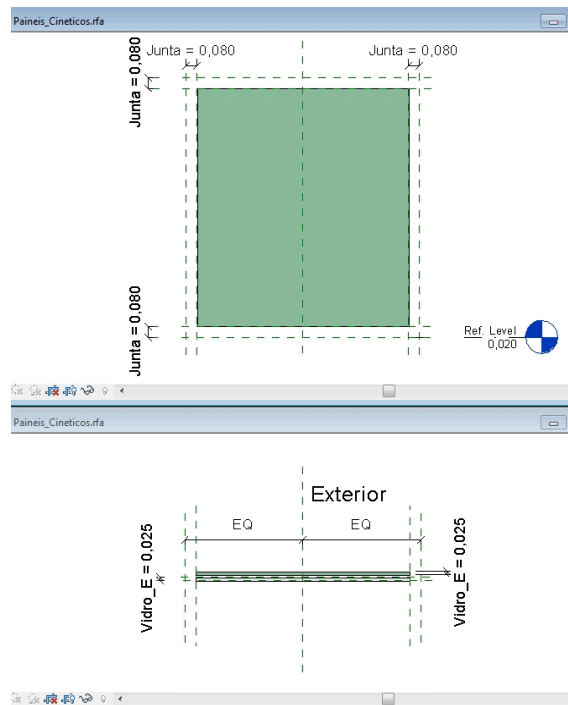 Paineis_Cineticos.rfa
Junta = 0,080
Junta = 0,080
Junta = 0,080
Junta = 0,080
Ref. Level
0,020
Paineis_Cineticos.rfa
Exterior
EQ
EQ
Vidro_E = 0,025
Vidro_E = 0,025